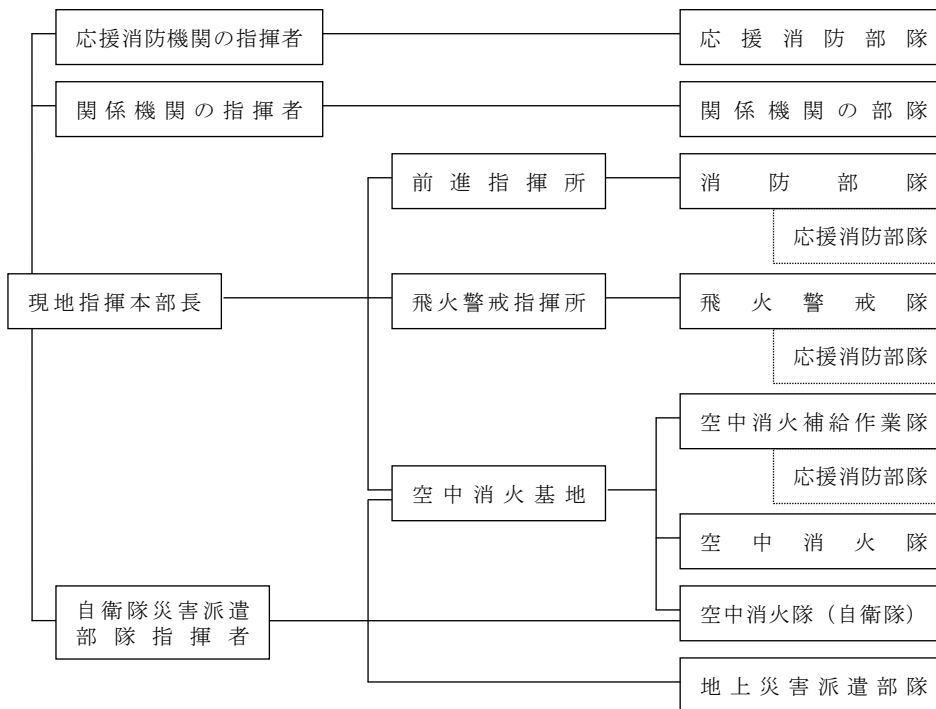 応援消防機関の指揮者
応援消防部隊
関係機関の指揮者
関係機関の部隊
前進指揮所
消防部隊
応援消防部隊
現地指揮本部長
飛火警戒指揮所
飛火警戒隊
応援消防部隊
空中消火補給作業隊
応援消防部隊
空中消火基地
空中消火隊
自衛隊災害派遣
部隊指揮者
空中消火隊（自衛隊）
地上災害派遣部隊